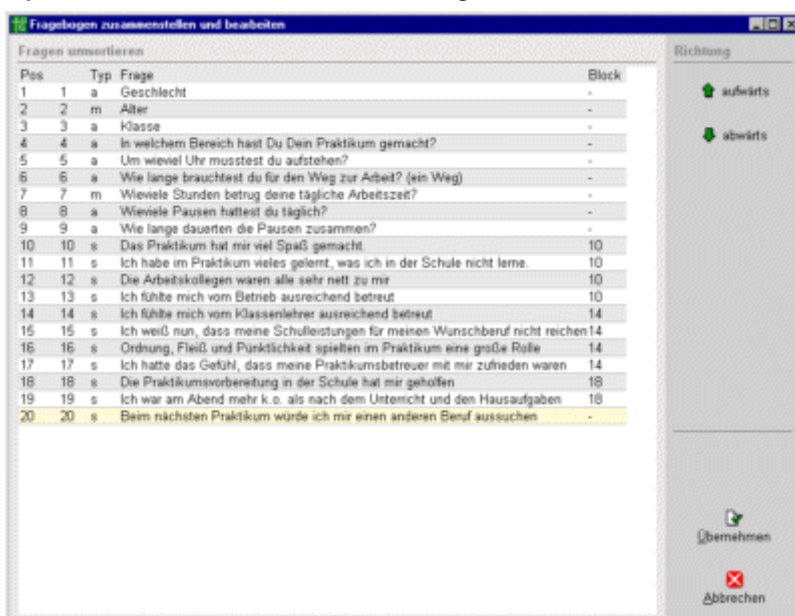 Fragebogen zusammenstellen und bearbeiten
Fragen umsortieren
Richtung
Pos Typ Frage Block
1 1 a Geschlecht -
2 2 m Alter -
3 3 a Klasse -
4 4 a In welchem Bereich hast Du Dein Praktikum gemacht? -
5 5 a Um wieviel Uhr musstest du aufstehen? -
6 6 a Wie lange brauchtest du für den Weg zur Arbeit? (ein Weg) -
7 7 m Wieviele Stunden betrug deine tägliche Arbeitszeit? -
8 8 a Wieviele Pausen hattest du täglich? -
9 9 a Wie lange dauerten die Pausen zusammen? -
10 10 s Das Praktikum hat mir viel Spaß gemacht. 10
11 11 s Ich habe im Praktikum vieles gelernt, was ich in der Schule nicht lerne. 10
12 12 s Die Arbeitskollegen waren alle sehr nett zu mir 10
13 13 s Ich fühlte mich vom Betrieb ausreichend betreut 10
14 14 s Ich fühlte mich vom Klassenlehrer ausreichend betreut 14
15 15 s Ich weiß nun, dass meine Schulleistungen für meinen Wunschberuf nicht reichen 14
16 16 s Ordnung, Fleiß und Pünktlichkeit spielten im Praktikum eine große Rolle 14
17 17 s Ich hatte das Gefühl, dass meine Praktikumsbetreuer mit mir zufrieden waren 14
18 18 s Die Praktikumsvorbereitung in der Schule hat mir geholfen 18
19 19 s Ich war am Abend mehr k.o. als nach dem Unterricht und den Hausaufgaben 18
20 20 s Beim nächsten Praktikum würde ich mir einen anderen Beruf aussuchen -
aufwärts
abwärts
Übernehmen
Abbrechen